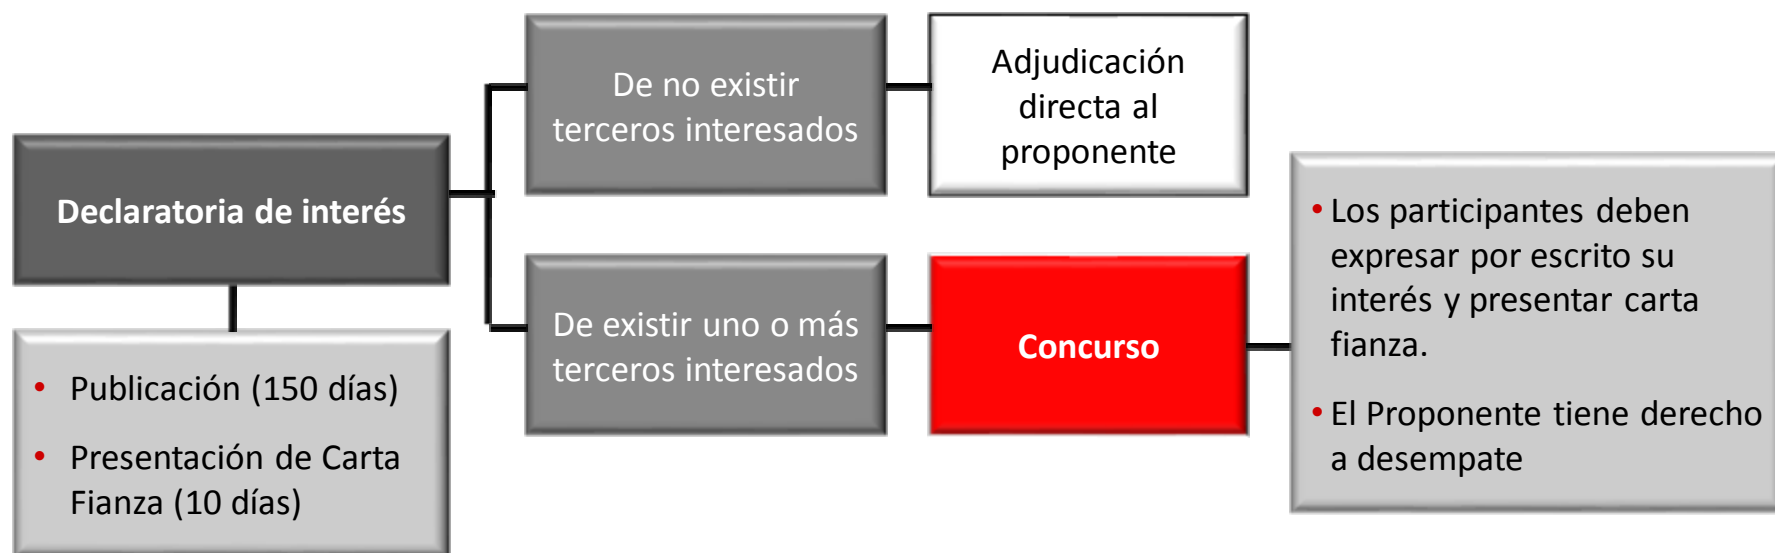 Declaratoria de interés
• Publicación (150 días)
• Presentación de Carta
Fianza (10 días)
De no existir
terceros interesados
Adjudicación
directa al
proponente
De existir uno o más
terceros interesados
Concurso
• Los participantes deben
expresar por escrito su
interés y presentar carta
fianza.
• El Proponente tiene derecho
a desempate